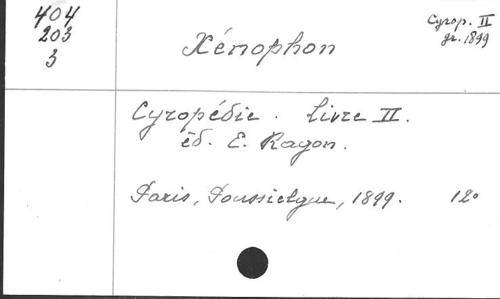 404
203
3
Cyrop. II
gr. 1899
Xénophon
Cyropédie. Livre II.
éd. E. Ragon.
Paris, Poussielgue, 1899. 12°